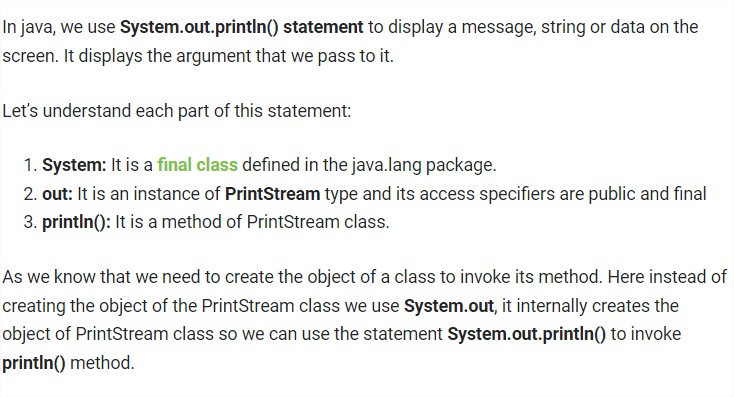 In java, we use System.out.println() statement to display a message, string or data on the
screen. It displays the argument that we pass to it.
Let's understand each part of this statement:
1. System: It is a final class defined in the java.lang package.
2. out: It is an instance of PrintStream type and its access specifiers are public and final
3. println(): It is a method of PrintStream class.
As we know that we need to create the object of a class to invoke its method. Here instead of
creating the object of the PrintStream class we use System.out, it internally creates the
object of PrintStream class so we can use the statement System.out.println() to invoke
println() method.